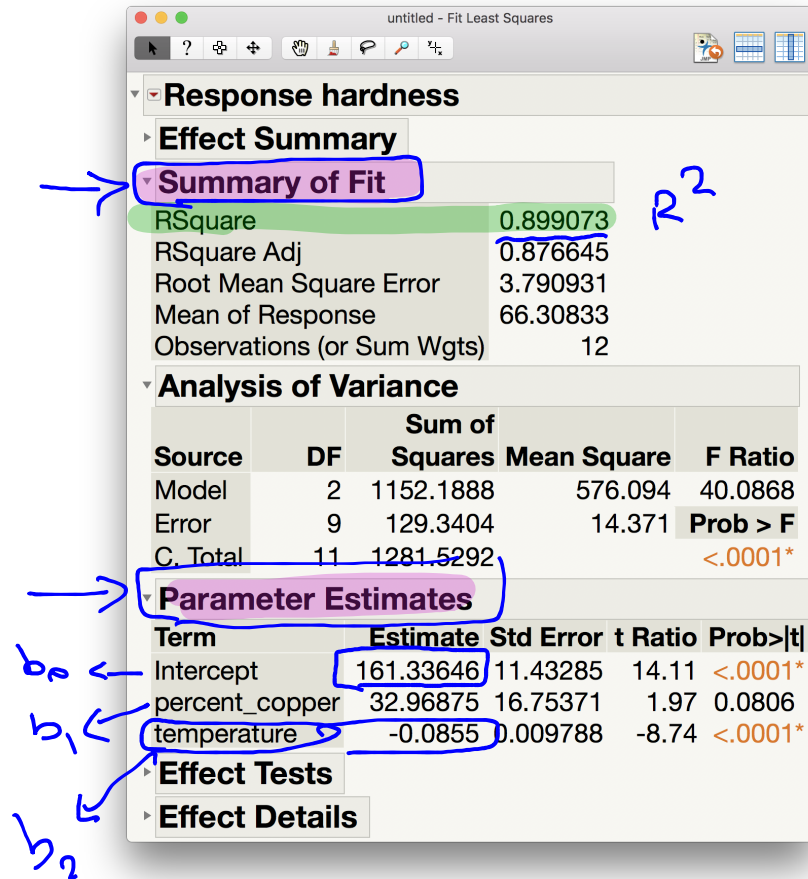 untitled - Fit Least Squares
Response hardness
Effect Summary
Summary of Fit
RSquare 0.899073 R²
RSquare Adj 0.876645
Root Mean Square Error 3.790931
Mean of Response 66.30833
Observations (or Sum Wgts) 12
Analysis of Variance
Sum of
Source DF Squares Mean Square F Ratio
Model 2 1152.1888 576.094 40.0868
Error 9 129.3404 14.371 Prob > F
C. Total 11 1281.5292 <.0001*
Parameter Estimates
Term Estimate Std Error t Ratio Prob>|t|
b₀ Intercept 161.33646 11.43285 14.11 <.0001*
b₁ percent_copper 32.96875 16.75371 1.97 0.0806
b₂ temperature -0.0855 0.009788 -8.74 <.0001*
Effect Tests
Effect Details